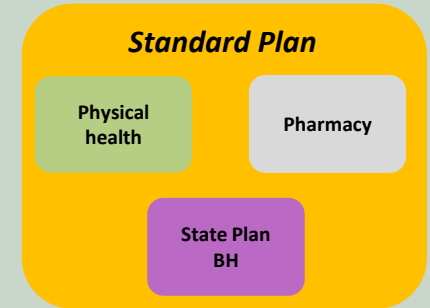 Standard Plan
Physical
health
Pharmacy
State Plan
BH